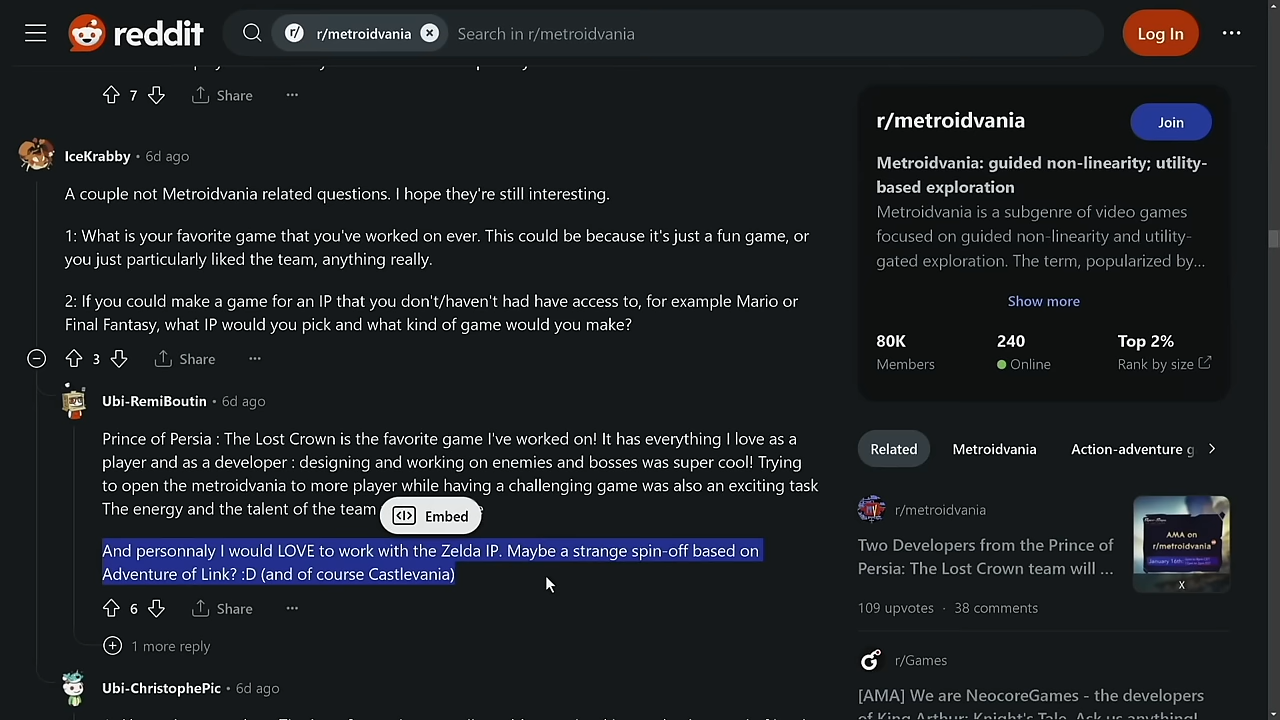 reddit
r/metroidvania
Search in r/metroidvania
Log In
7
Share
IceKrabby • 6d ago
A couple not Metroidvania related questions. I hope they're still interesting.
1: What is your favorite game that you've worked on ever. This could be because it's just a fun game, or
you just particularly liked the team, anything really.
2: If you could make a game for an IP that you don't/haven't had have access to, for example Mario or
Final Fantasy, what IP would you pick and what kind of game would you make?
3
Share
Ubi-RemiBoutin • 6d ago
Prince of Persia : The Lost Crown is the favorite game I've worked on! It has everything I love as a
player and as a developer : designing and working on enemies and bosses was super cool! Trying
to open the metroidvania to more player while having a challenging game was also an exciting task
The energy and the talent of the team
Embed
And personnaly I would LOVE to work with the Zelda IP. Maybe a strange spin-off based on
Adventure of Link? :D (and of course Castlevania)
6
Share
1 more reply
Ubi-ChristophePic • 6d ago
r/metroidvania
Join
Metroidvania: guided non-linearity; utility-
based exploration
Metroidvania is a subgenre of video games
focused on guided non-linearity and utility-
gated exploration. The term, popularized by...
Show more
80K
240
Top 2%
Members
Online
Rank by size
Related
Metroidvania
Action-adventure g
r/metroidvania
Two Developers from the Prince of
Persia: The Lost Crown team will ...
AMA on
r/metroidvania
January 16th
X
109 upvotes · 38 comments
r/Games
[AMA] We are NeocoreGames - the developers
of King Arthur: Knight's Tale. Ask us anything!